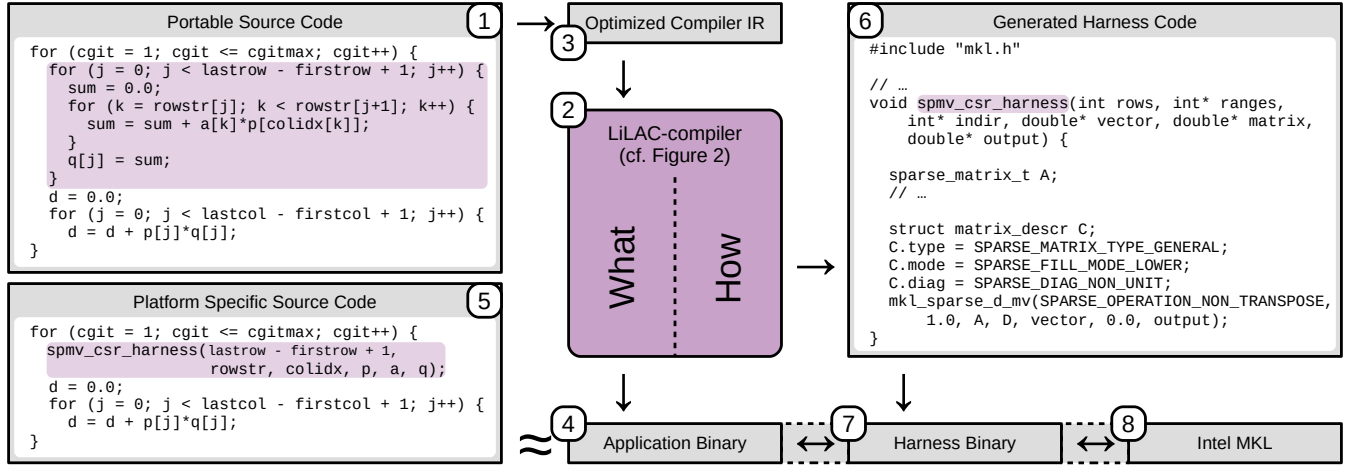 Portable Source Code
1
for (cgit = 1; cgit <= cgitmax; cgit++) {
for (j = 0; j < lastrow - firstrow + 1; j++) {
sum = 0.0;
for (k = rowstr[j]; k < rowstr[j+1]; k++) {
sum = sum + a[k]*p[colidx[k]];
}
q[j] = sum;
}
d = 0.0;
for (j = 0; j < lastcol - firstcol + 1; j++) {
d = d + p[j]*q[j];
}
Platform Specific Source Code
5
for (cgit = 1; cgit <= cgitmax; cgit++) {
spmv_csr_harness(lastrow - firstrow + 1,
rowstr, colidx, p, a, q);
d = 0.0;
for (j = 0; j < lastcol - firstcol + 1; j++) {
d = d + p[j]*q[j];
}
→
Optimized Compiler IR
3
↓
2
LiLAC-compiler
(cf. Figure 2)
What
How
→
↓
6
Generated Harness Code
#include "mkl.h"
// …
void spmv_csr_harness(int rows, int* ranges,
int* indir, double* vector, double* matrix,
double* output) {
sparse_matrix_t A;
// …
struct matrix_descr C;
C.type = SPARSE_MATRIX_TYPE_GENERAL;
C.mode = SPARSE_FILL_MODE_LOWER;
C.diag = SPARSE_DIAG_NON_UNIT;
mkl_sparse_d_mv(SPARSE_OPERATION_NON_TRANSPOSE,
1.0, A, D, vector, 0.0, output);
}
↓
≈
4
Application Binary
↔
7
Harness Binary
↔
8
Intel MKL